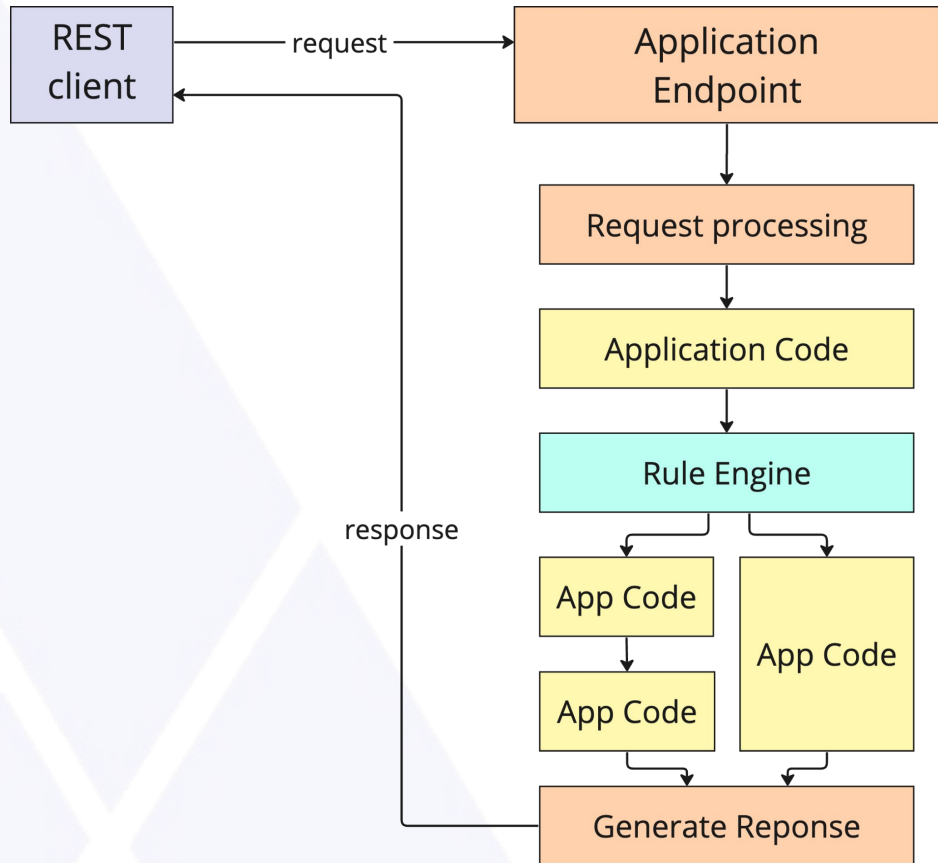 REST
client
request
Application
Endpoint
Request processing
Application Code
Rule Engine
response
App Code
App Code
App Code
Generate Reponse